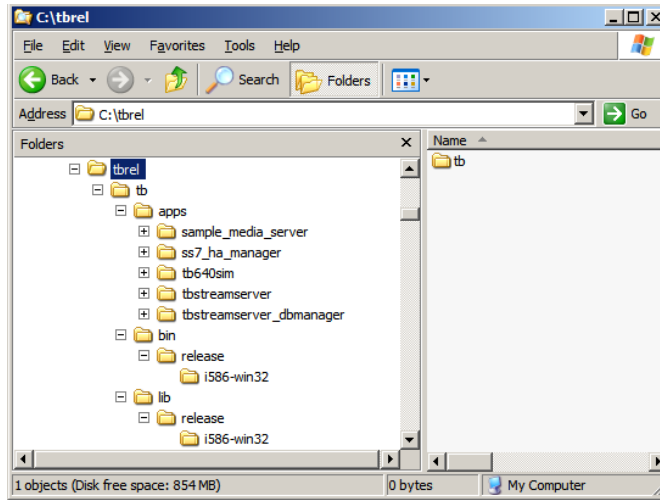 C:\tbrel
File Edit View Favorites Tools Help
Back Search Folders
Address C:\tbrel Go
Folders x Name
tbrel tb
tb
apps
sample_media_server
ss7_ha_manager
tb640sim
tbstreamserver
tbstreamserver_dbmanager
bin
release
i586-win32
lib
release
i586-win32
1 objects (Disk free space: 854 MB) 0 bytes My Computer